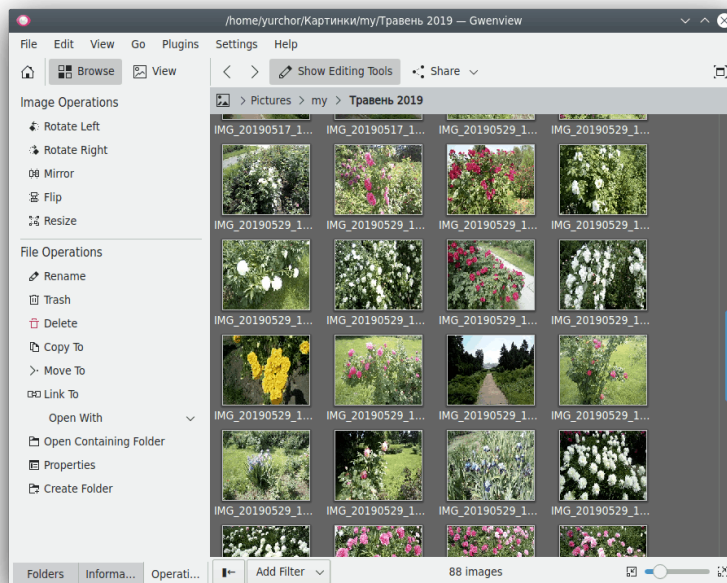 /home/yurchor/Картинки/my/Травень 2019 — Gwenview
File Edit View Go Plugins Settings Help
Browse View Show Editing Tools Share
Pictures > my > Травень 2019
Image Operations
Rotate Left
Rotate Right
Mirror
Flip
Resize
File Operations
Rename
Trash
Delete
Copy To
Move To
Link To
Open With
Open Containing Folder
Properties
Create Folder
IMG_20190517_1... IMG_20190517_1... IMG_20190529_1... IMG_20190529_1...
IMG_20190529_1... IMG_20190529_1... IMG_20190529_1... IMG_20190529_1...
IMG_20190529_1... IMG_20190529_1... IMG_20190529_1... IMG_20190529_1...
IMG_20190529_1... IMG_20190529_1... IMG_20190529_1... IMG_20190529_1...
IMG_20190529_1... IMG_20190529_1... IMG_20190529_1... IMG_20190529_1...
Folders Informa... Operati... Add Filter 88 images